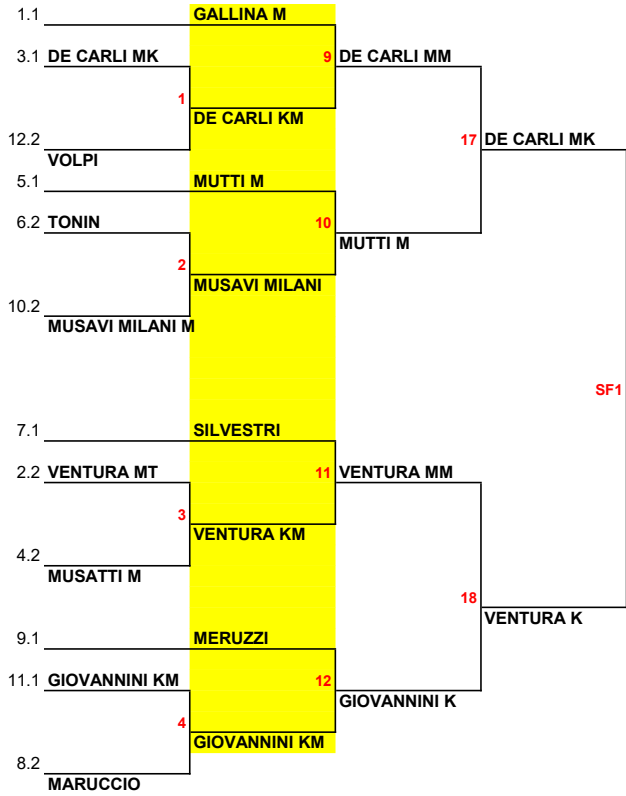 1.1 GALLINA M
3.1 DE CARLI MK 9 DE CARLI MM
1
DE CARLI KM
12.2 17 DE CARLI MK
VOLPI
5.1 MUTTI M
6.2 TONIN 10
MUTTI M
2
MUSAVI MILANI
10.2
MUSAVI MILANI M
SF1
7.1 SILVESTRI
2.2 VENTURA MT 11 VENTURA MM
3
VENTURA KM
4.2
MUSATTI M
18
VENTURA K
9.1 MERUZZI
11.1 GIOVANNINI KM 12
GIOVANNINI K
4
GIOVANNINI KM
8.2
MARUCCIO